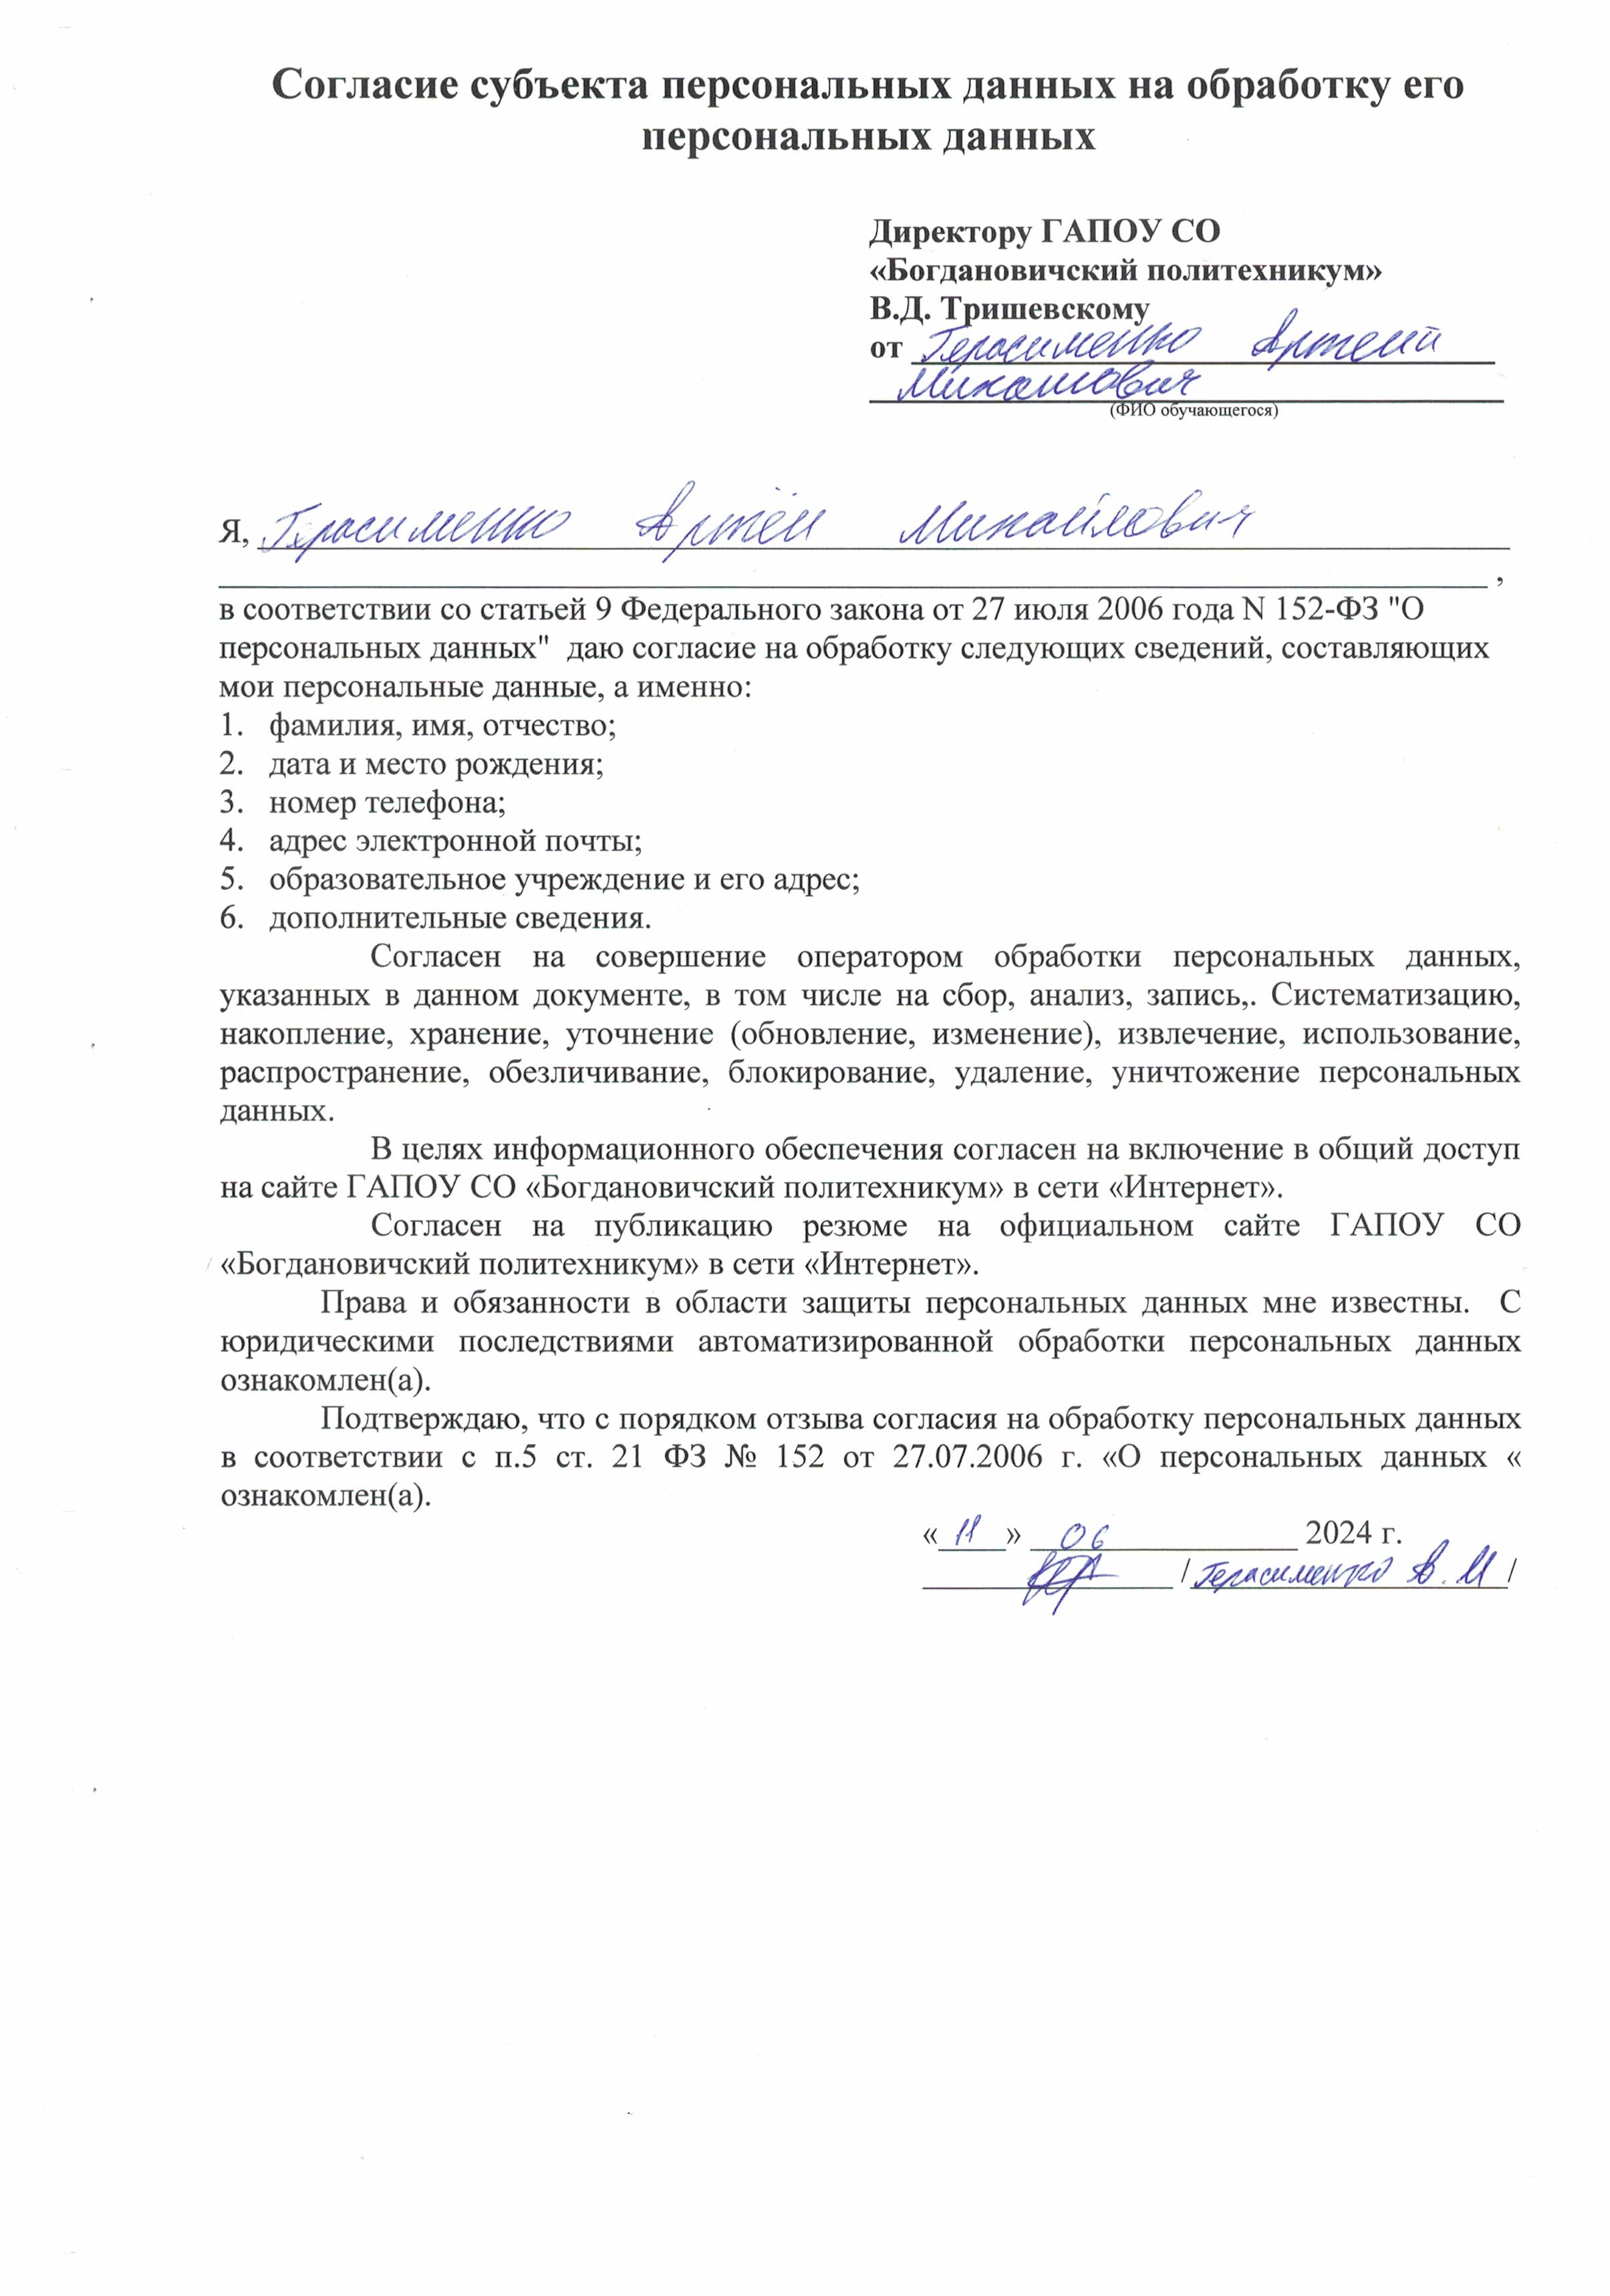 Согласие субъекта персональных данных на обработку его
персональных данных
Директору ГАПОУ СО
«Богдановичский политехникум»
В.Д. Тришевскому
от Герасименко
(ФИО обучающегося)
Я, Герасименко Артём Михайлович
,
в соответствии со статьей 9 Федерального закона от 27 июля 2006 года N 152-ФЗ "О
персональных данных" даю согласие на обработку следующих сведений, составляющих
мои персональные данные, а именно:
1. фамилия, имя, отчество;
2. дата и место рождения;
3. номер телефона;
4. адрес электронной почты;
5. образовательное учреждение и его адрес;
6. дополнительные сведения.
Согласен на совершение оператором обработки персональных данных,
указанных в данном документе, в том числе на сбор, анализ, запись,. Систематизацию,
накопление, хранение, уточнение (обновление, изменение), извлечение, использование,
распространение, обезличивание, блокирование, удаление, уничтожение персональных
данных.
В целях информационного обеспечения согласен на включение в общий доступ
на сайте ГАПОУ СО «Богдановичский политехникум» в сети «Интернет».
Согласен на публикацию резюме на официальном сайте ГАПОУ СО
«Богдановичский политехникум» в сети «Интернет».
Права и обязанности в области защиты персональных данных мне известны. С
юридическими последствиями автоматизированной обработки персональных данных
ознакомлен(а).
Подтверждаю, что с порядком отзыва согласия на обработку персональных данных
в соответствии с п.5 ст. 21 ФЗ № 152 от 27.07.2006 г. «О персональных данных «
ознакомлен(а).
«11» 06 2024 г.
/ Герасименко А. М /